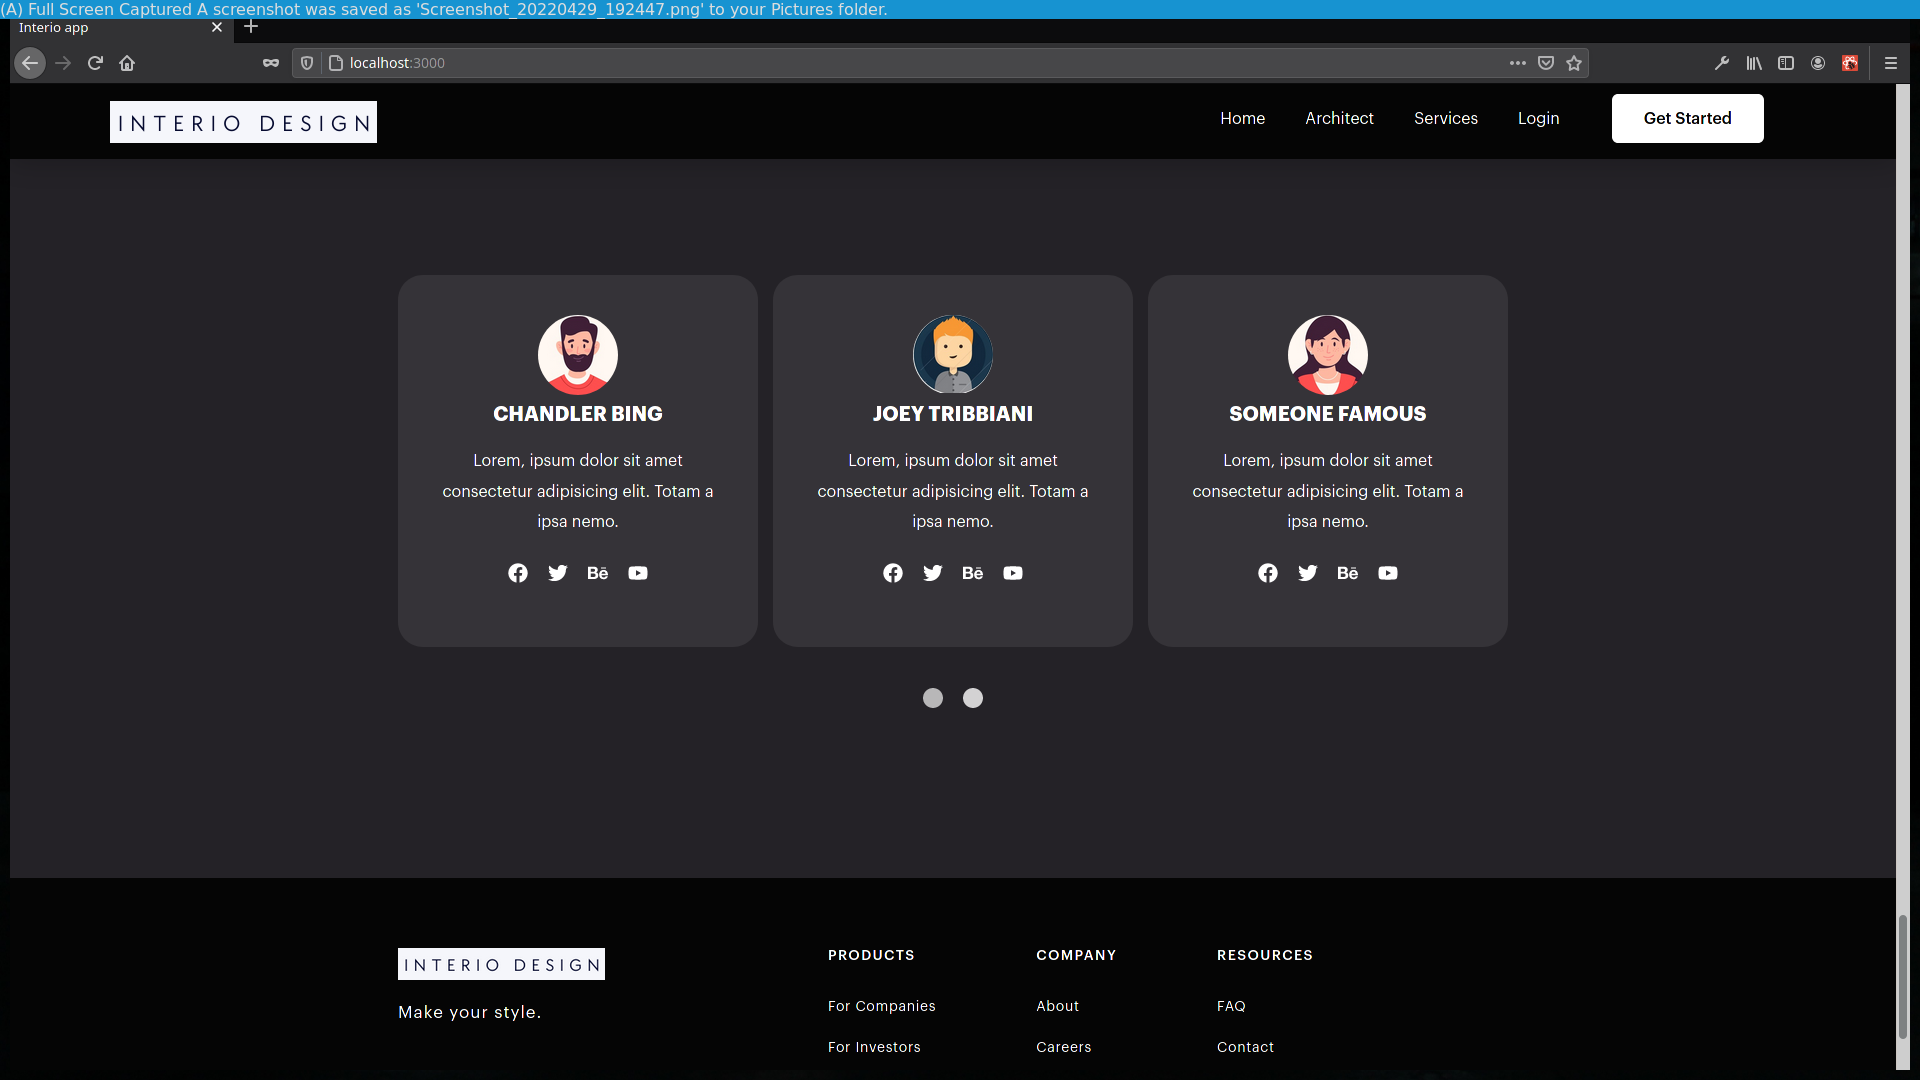 (A) Full Screen Captured A screenshot was saved as 'Screenshot_20220429_192447.png' to your Pictures folder.
Interio app
localhost:3000
INTERIO DESIGN
Home
Architect
Services
Login
Get Started
CHANDLER BING
Lorem, ipsum dolor sit amet
consectetur adipisicing elit. Totam a
ipsa nemo.
Bē
JOEY TRIBBIANI
Lorem, ipsum dolor sit amet
consectetur adipisicing elit. Totam a
ipsa nemo.
Bē
SOMEONE FAMOUS
Lorem, ipsum dolor sit amet
consectetur adipisicing elit. Totam a
ipsa nemo.
Bē
INTERIO DESIGN
Make your style.
PRODUCTS
For Companies
For Investors
COMPANY
About
Careers
RESOURCES
FAQ
Contact